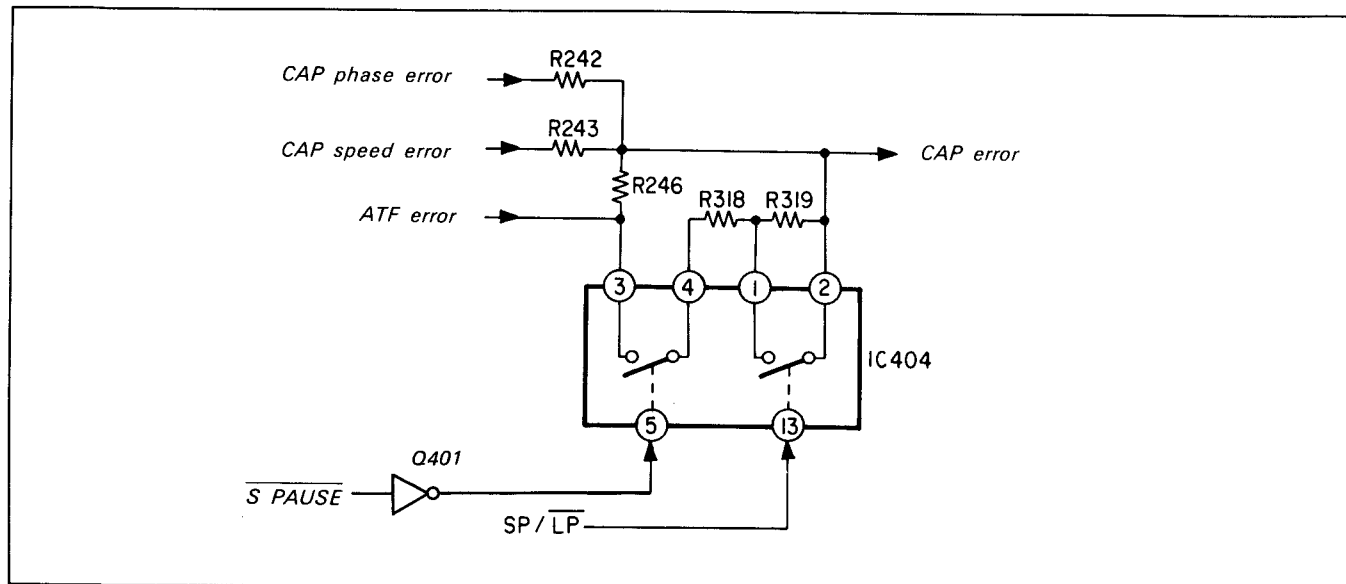 R242
CAP phase error
R243
CAP speed error
CAP error
R246
R318
R319
ATF error
3
4
1
2
IC404
5
13
Q401
S PAUSE
SP/LP